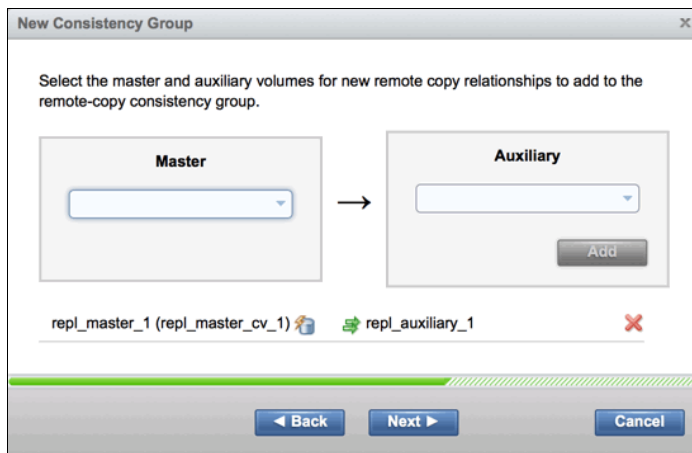 New Consistency Group x
Select the master and auxiliary volumes for new remote copy relationships to add to the
remote-copy consistency group.
Master
Auxiliary
Add
repl_master_1 (repl_master_cv_1) repl_auxiliary_1
Back Next Cancel